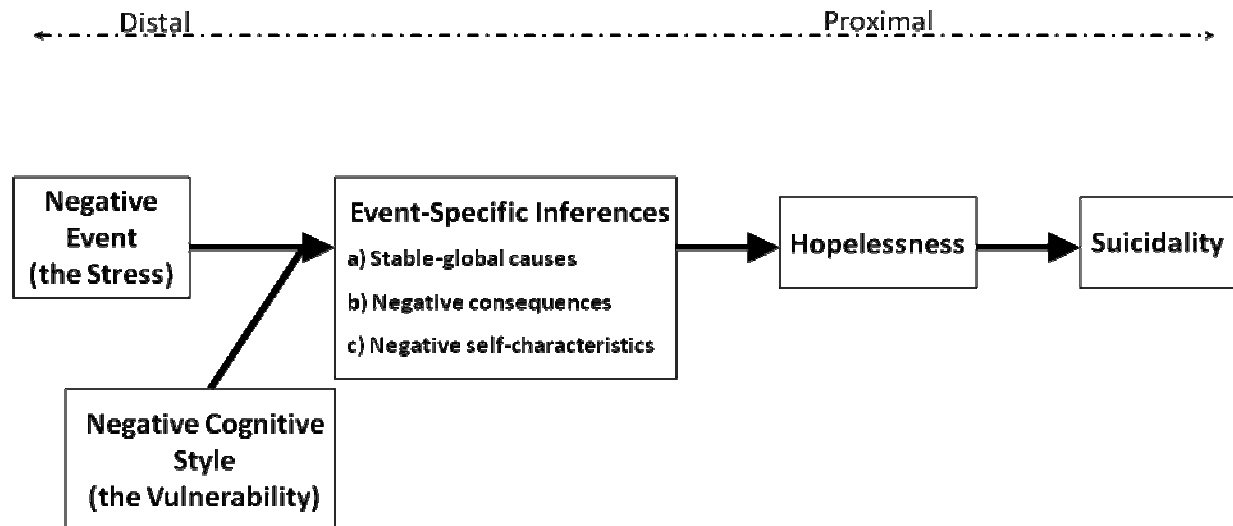 Distal
Proximal
Negative
Event
(the Stress)
Event-Specific Inferences
a) Stable-global causes
b) Negative consequences
c) Negative self-characteristics
Hopelessness
Suicidality
Negative Cognitive
Style
(the Vulnerability)